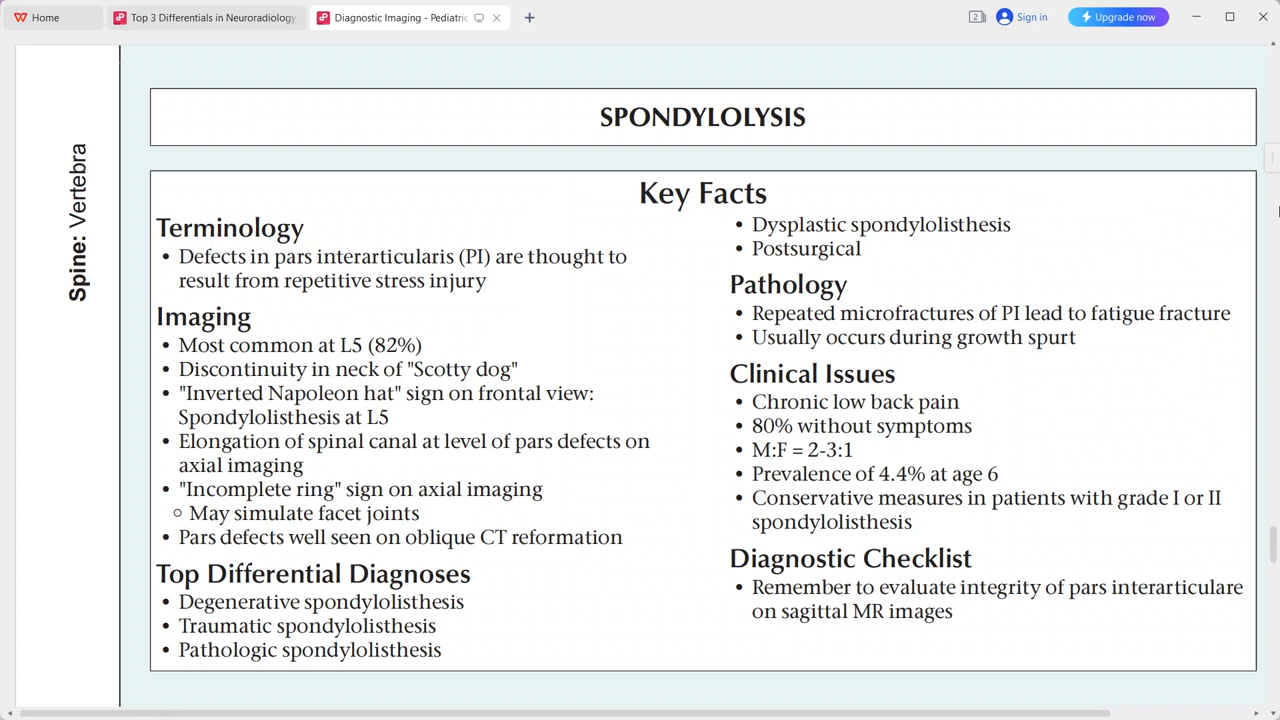 Home
Top 3 Differentials in Neuroradiology
Diagnostic Imaging - Pediatric
2
Sign in
Upgrade now
Spine: Vertebra
SPONDYLOLYSIS
Key Facts
Terminology
• Defects in pars interarticularis (PI) are thought to
result from repetitive stress injury
Imaging
• Most common at L5 (82%)
• Discontinuity in neck of "Scotty dog"
• "Inverted Napoleon hat" sign on frontal view:
Spondylolisthesis at L5
• Elongation of spinal canal at level of pars defects on
axial imaging
• "Incomplete ring" sign on axial imaging
○ May simulate facet joints
• Pars defects well seen on oblique CT reformation
Top Differential Diagnoses
• Degenerative spondylolisthesis
• Traumatic spondylolisthesis
• Pathologic spondylolisthesis
• Dysplastic spondylolisthesis
• Postsurgical
Pathology
• Repeated microfractures of PI lead to fatigue fracture
• Usually occurs during growth spurt
Clinical Issues
• Chronic low back pain
• 80% without symptoms
• M:F = 2-3:1
• Prevalence of 4.4% at age 6
• Conservative measures in patients with grade I or II
spondylolisthesis
Diagnostic Checklist
• Remember to evaluate integrity of pars interarticulare
on sagittal MR images